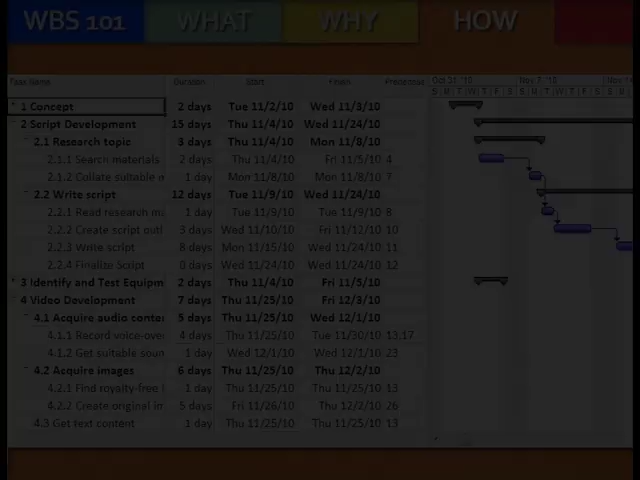 WBS 101 WHAT WHY HOW
Task Name Duration Start Finish Predecesse Oct 31, '10 Nov 7, '10 Nov 1
S M T W T F S S M T W T F S S M
1 Concept 2 days Tue 11/2/10 Wed 11/3/10
2 Script Development 15 days Thu 11/4/10 Wed 11/24/10
2.1 Research topic 3 days Thu 11/4/10 Mon 11/8/10
2.1.1 Search materials 2 days Thu 11/4/10 Fri 11/5/10 4
2.1.2 Collate suitable m 1 day Mon 11/8/10 Mon 11/8/10 7
2.2 Write script 12 days Tue 11/9/10 Wed 11/24/10
2.2.1 Read research ma 1 day Tue 11/9/10 Tue 11/9/10 8
2.2.2 Create script outl 3 days Wed 11/10/10 Fri 11/12/10 10
2.2.3 Write script 8 days Mon 11/15/10 Wed 11/24/10 11
2.2.4 Finalize Script 0 days Wed 11/24/10 Wed 11/24/10 12
3 Identify and Test Equipm 2 days Thu 11/4/10 Fri 11/5/10
4 Video Development 7 days Thu 11/25/10 Fri 12/3/10
4.1 Acquire audio conter 5 days Thu 11/25/10 Wed 12/1/10
4.1.1 Record voice-over 4 days Thu 11/25/10 Tue 11/30/10 13,17
4.1.2 Get suitable soun 1 day Wed 12/1/10 Wed 12/1/10 23
4.2 Acquire images 6 days Thu 11/25/10 Thu 12/2/10
4.2.1 Find royalty-free i 1 day Thu 11/25/10 Thu 11/25/10 13
4.2.2 Create original im 5 days Fri 11/26/10 Thu 12/2/10 26
4.3 Get text content 1 day Thu 11/25/10 Thu 11/25/10 13